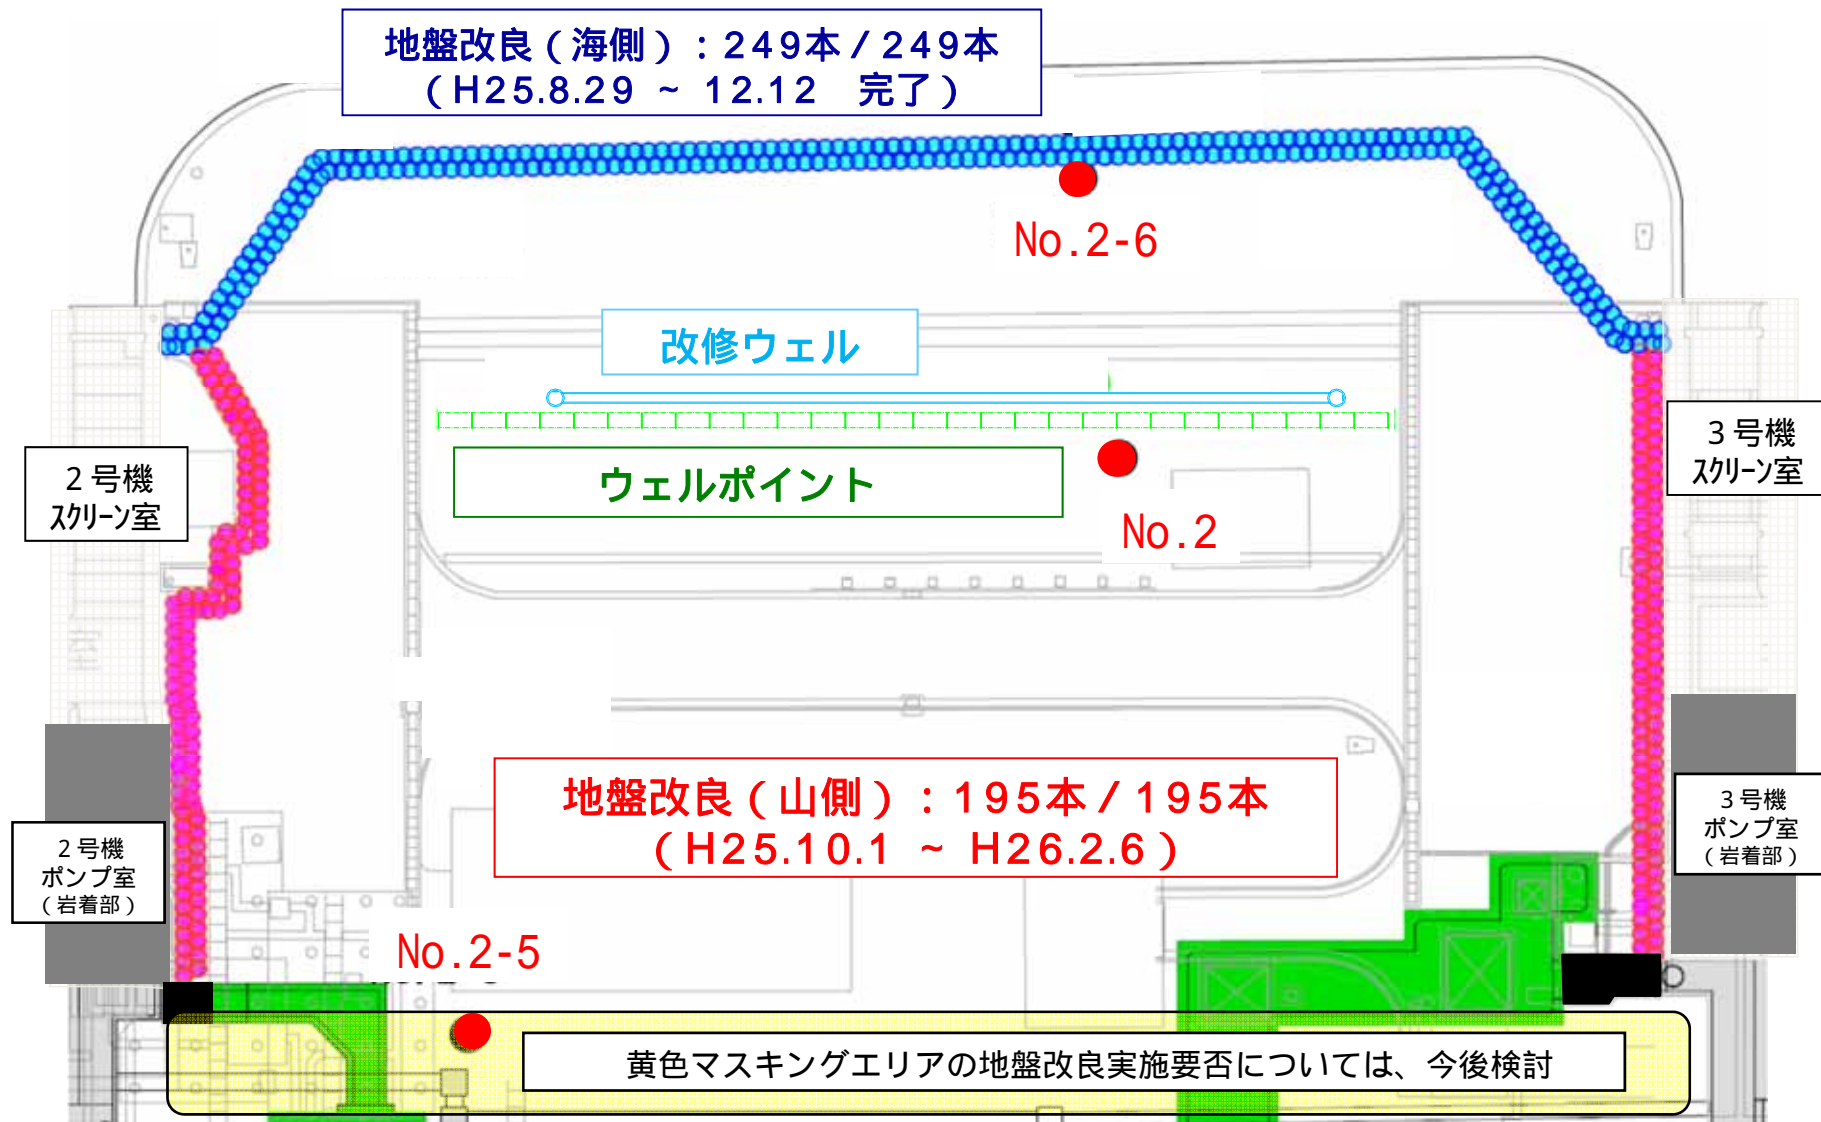 地盤改良（海側）：249本／249本
（H25.8.29 ~ 12.12　完了）
No.2-6
改修ウェル
ウェルポイント
No.2
２号機
ｽｸﾘｰﾝ室
３号機
ｽｸﾘｰﾝ室
地盤改良（山側）：195本／195本
（H25.10.1 ~ H26.2.6）
２号機
ポンプ室
（岩着部）
３号機
ポンプ室
（岩着部）
No.2-5
黄色マスキングエリアの地盤改良実施要否については、今後検討